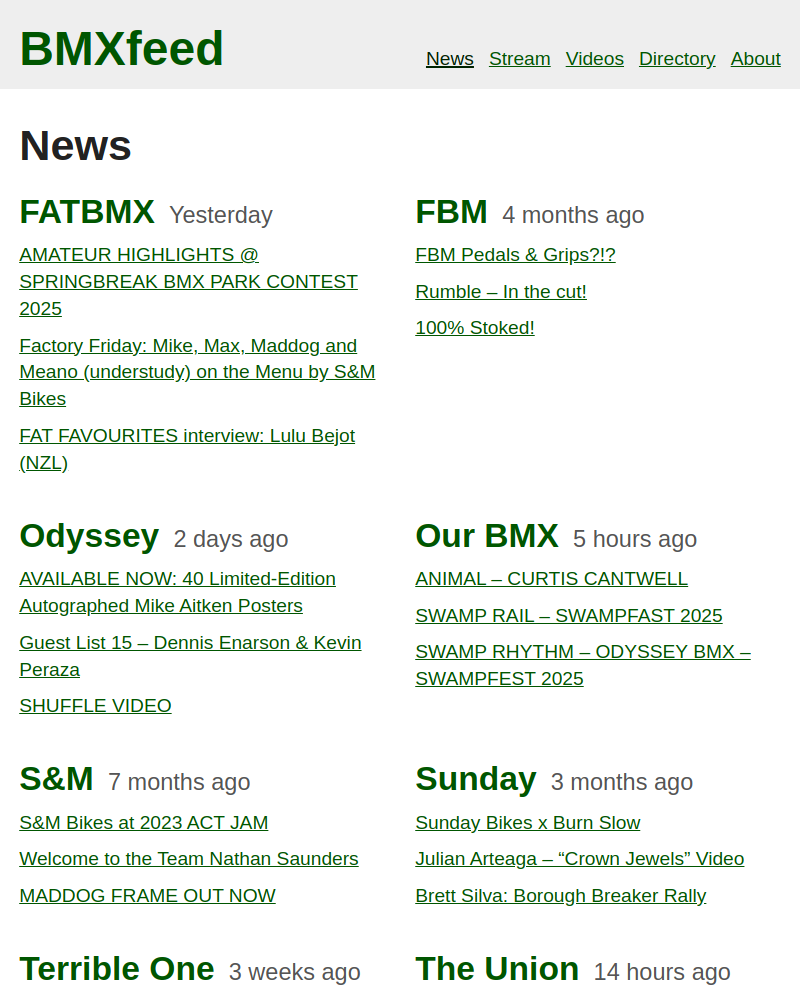 BMXfeed
News Stream Videos Directory About
News
FATBMX Yesterday
AMATEUR HIGHLIGHTS @
SPRINGBREAK BMX PARK CONTEST
2025
Factory Friday: Mike, Max, Maddog and
Meano (understudy) on the Menu by S&M
Bikes
FAT FAVOURITES interview: Lulu Bejot
(NZL)
FBM 4 months ago
FBM Pedals & Grips?!?
Rumble – In the cut!
100% Stoked!
Odyssey 2 days ago
AVAILABLE NOW: 40 Limited-Edition
Autographed Mike Aitken Posters
Guest List 15 – Dennis Enarson & Kevin
Peraza
SHUFFLE VIDEO
Our BMX 5 hours ago
ANIMAL – CURTIS CANTWELL
SWAMP RAIL – SWAMPFAST 2025
SWAMP RHYTHM – ODYSSEY BMX –
SWAMPFEST 2025
S&M 7 months ago
S&M Bikes at 2023 ACT JAM
Welcome to the Team Nathan Saunders
MADDOG FRAME OUT NOW
Sunday 3 months ago
Sunday Bikes x Burn Slow
Julian Arteaga – “Crown Jewels” Video
Brett Silva: Borough Breaker Rally
Terrible One 3 weeks ago
The Union 14 hours ago